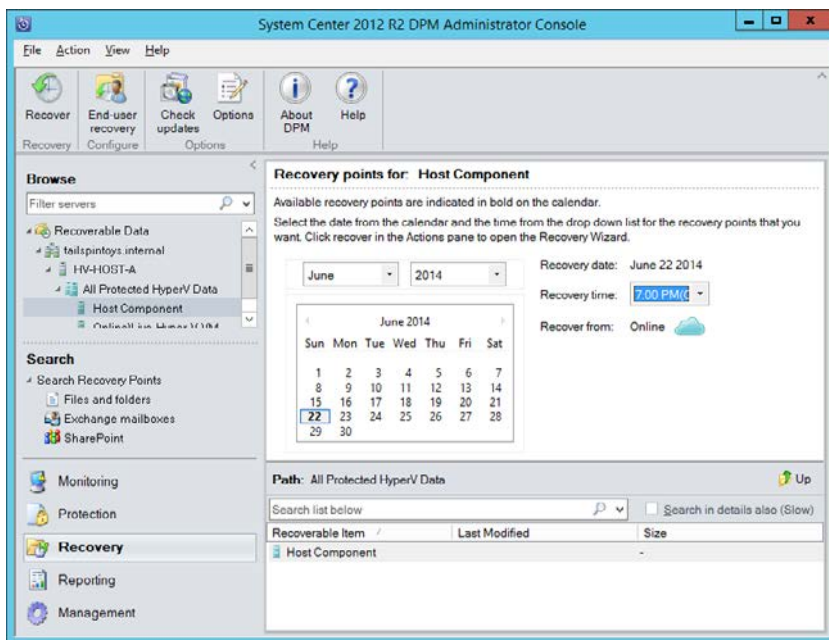 System Center 2012 R2 DPM Administrator Console
File Action View Help
Recover
End-user recovery
Check updates
Options
About DPM
Help
Recovery
Configure
Options
Help
Browse
Filter servers
Recoverable Data
tailspintoys.internal
HV-HOST-A
All Protected HyperV Data
Host Component
Search
Search Recovery Points
Files and folders
Exchange mailboxes
SharePoint
Monitoring
Protection
Recovery
Reporting
Management
Recovery points for: Host Component
Available recovery points are indicated in bold on the calendar.
Select the date from the calendar and the time from the drop down list for the recovery points that you
want. Click recover in the Actions pane to open the Recovery Wizard.
June 2014
Recovery date: June 22 2014
Recovery time: 7:00 PM(
Recover from: Online
June 2014
Sun Mon Tue Wed Thu Fri Sat
1 2 3 4 5 6 7
8 9 10 11 12 13 14
15 16 17 18 19 20 21
22 23 24 25 26 27 28
29 30
Path: All Protected HyperV Data
Up
Search list below
Search in details also (Slow)
Recoverable Item Last Modified Size
Host Component -